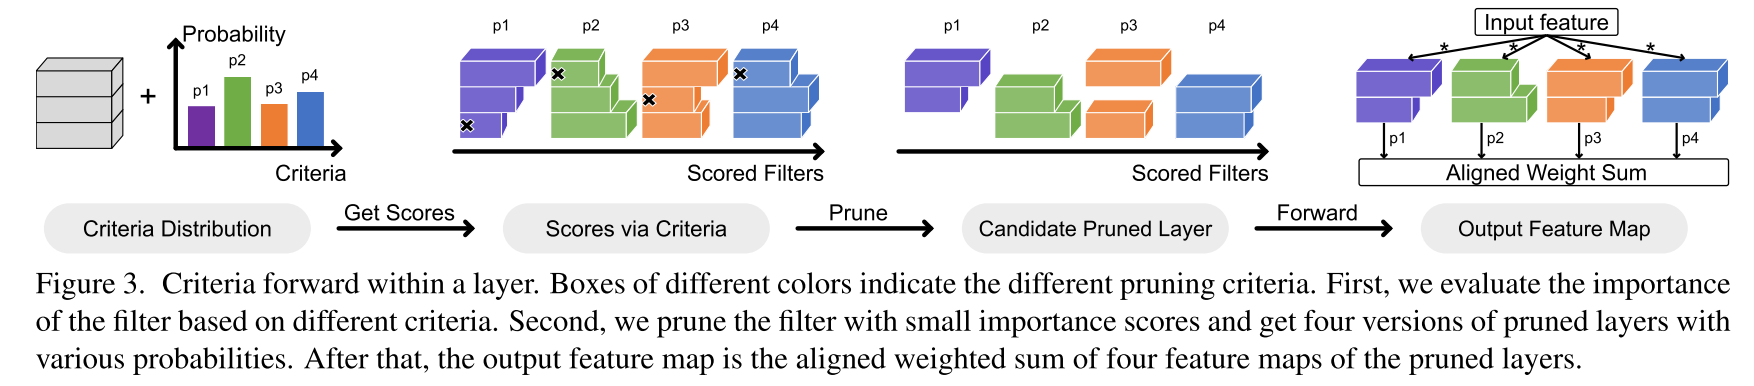 Probability
p1
p2
p3
p4
+
Criteria
p1
p2
p3
p4
Scored Filters
p1
p2
p3
p4
Scored Filters
Input feature
*
*
*
*
p1
p2
p3
p4
Aligned Weight Sum
Criteria Distribution
Get Scores
Scores via Criteria
Prune
Candidate Pruned Layer
Forward
Output Feature Map
Figure 3. Criteria forward within a layer. Boxes of different colors indicate the different pruning criteria. First, we evaluate the importance
of the filter based on different criteria. Second, we prune the filter with small importance scores and get four versions of pruned layers with
various probabilities. After that, the output feature map is the aligned weighted sum of four feature maps of the pruned layers.